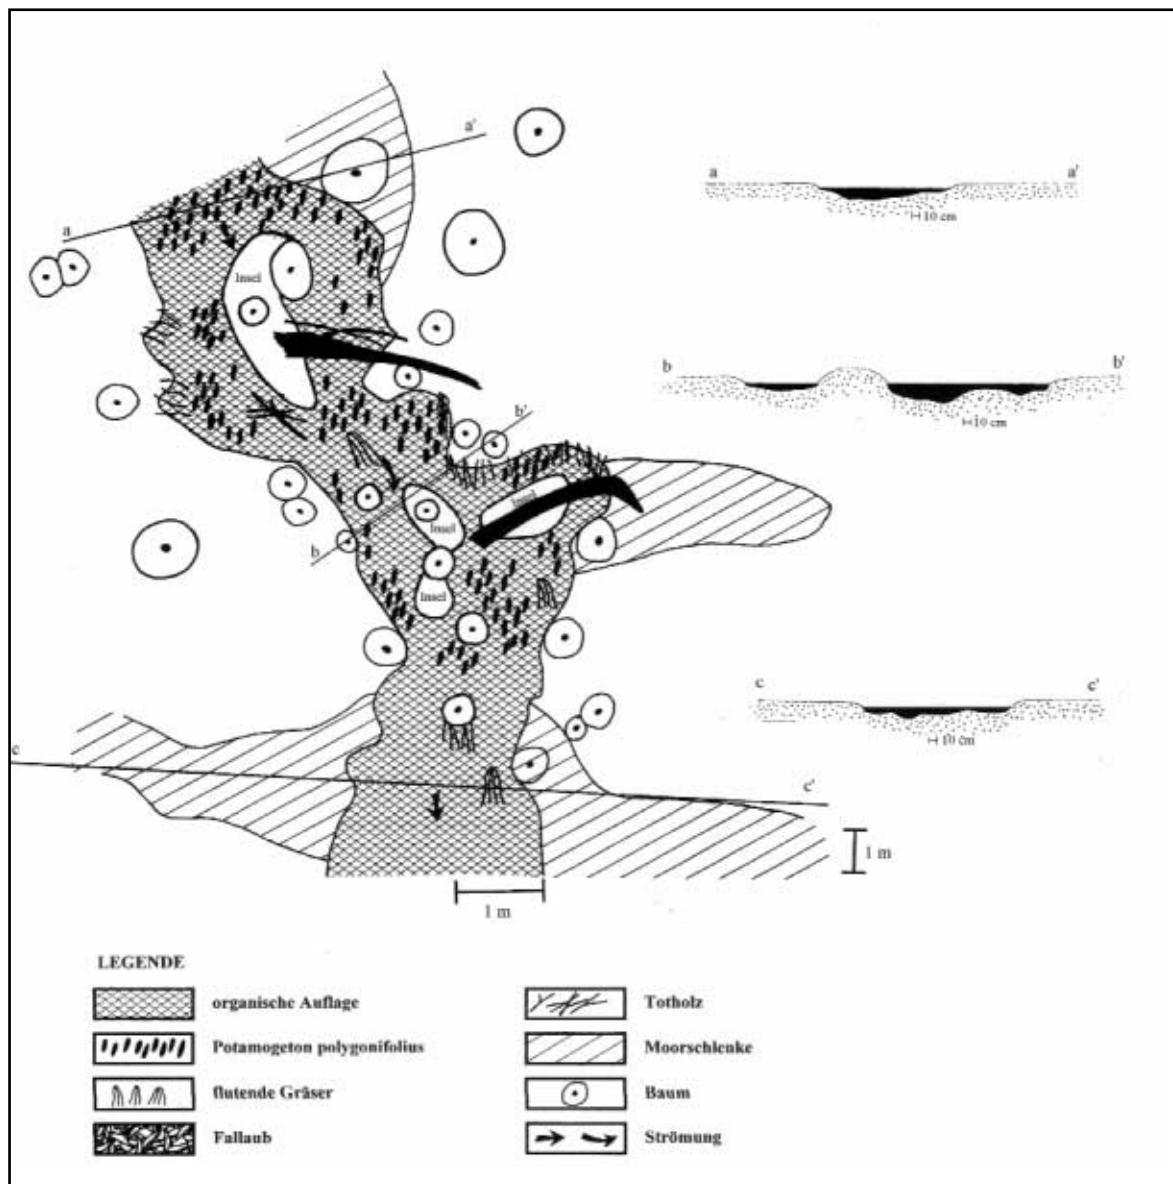 a'
a
Insel
a
a'
10 cm
b
b'
10 cm
b'
Insel
Insel
b
Insel
c
c'
10 cm
c
c'
1 m
1 m
LEGENDE
organische Auflage
Totholz
Potamogeton polygonifolius
Moorschlenke
flutende Gräser
Baum
Fallaub
Strömung